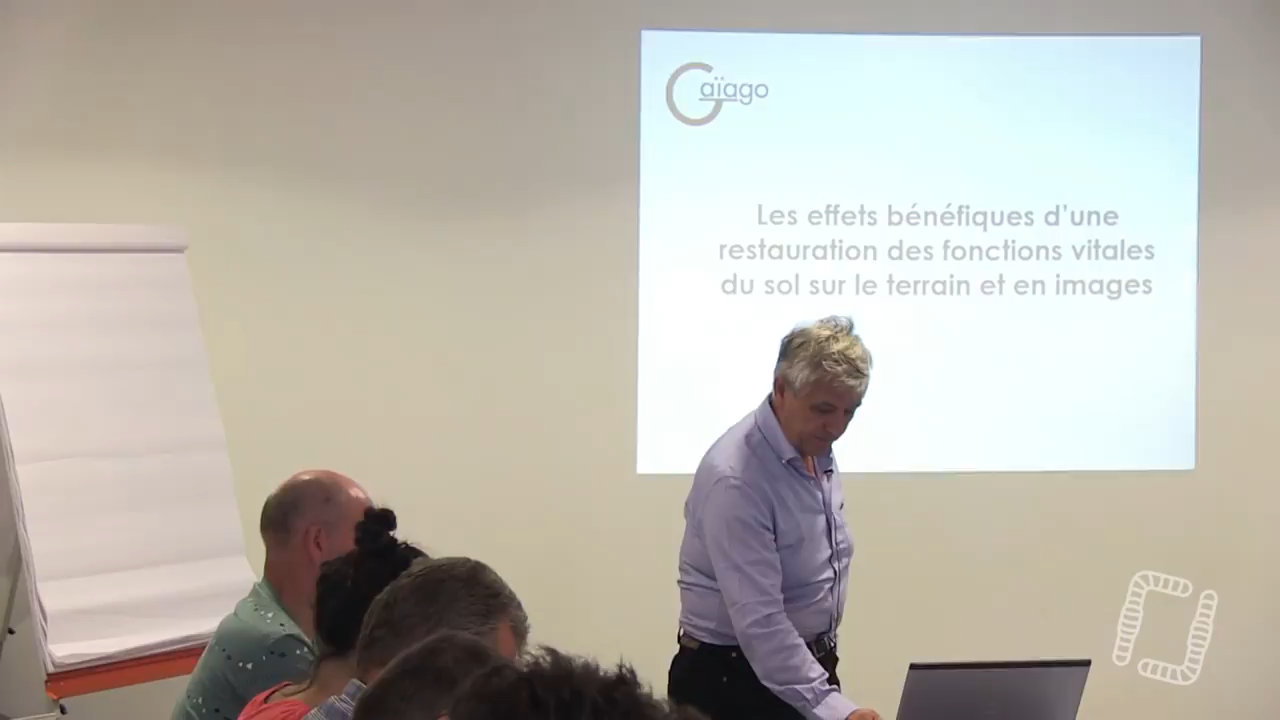 Gaïago
Les effets bénéfiques d'une
restauration des fonctions vitales
du sol sur le terrain et en images